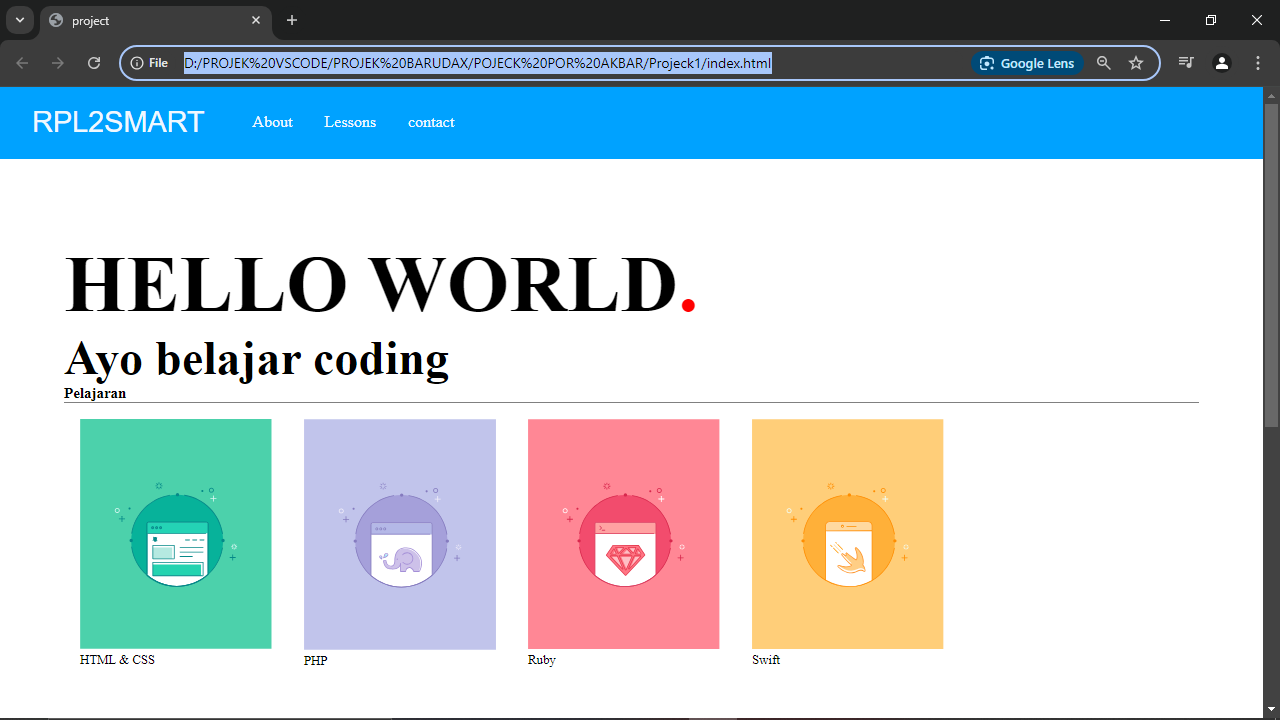 project
File
D:/PROJEK%20VSCODE/PROJEK%20BARUDAX/POJECK%20POR%20AKBAR/Projeck1/index.html
Google Lens
RPL2SMART
About
Lessons
contact
HELLO WORLD.
Ayo belajar coding
Pelajaran
HTML & CSS
PHP
Ruby
Swift